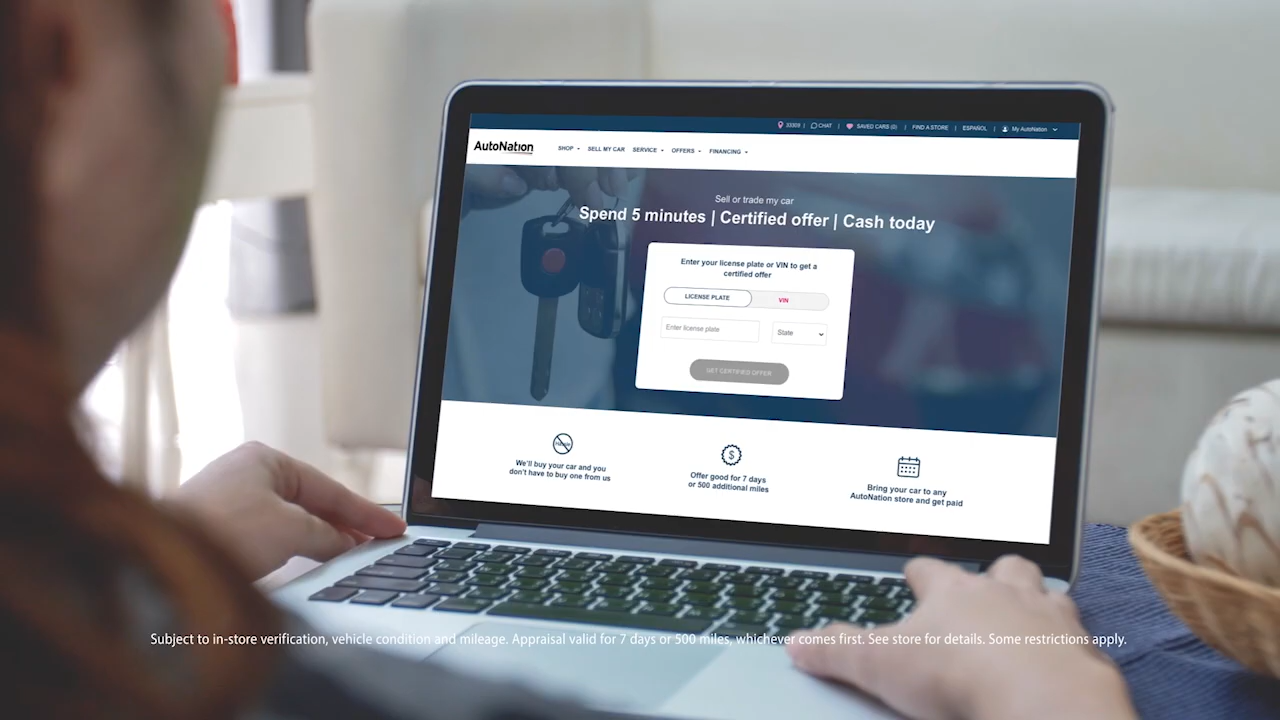 33309 | CHAT | SAVED CARS (0) | FIND A STORE | ESPAÑOL | My AutoNation
AutoNation SHOP SELL MY CAR SERVICE OFFERS FINANCING
Sell or trade my car
Spend 5 minutes | Certified offer | Cash today
Enter your license plate or VIN to get a
certified offer
LICENSE PLATE VIN
Enter license plate State
GET CERTIFIED OFFER
We'll buy your car and you
don't have to buy one from us
Offer good for 7 days
or 500 additional miles
Bring your car to any
AutoNation store and get paid
Subject to in-store verification, vehicle condition and mileage. Appraisal valid for 7 days or 500 miles, whichever comes first. See store for details. Some restrictions apply.